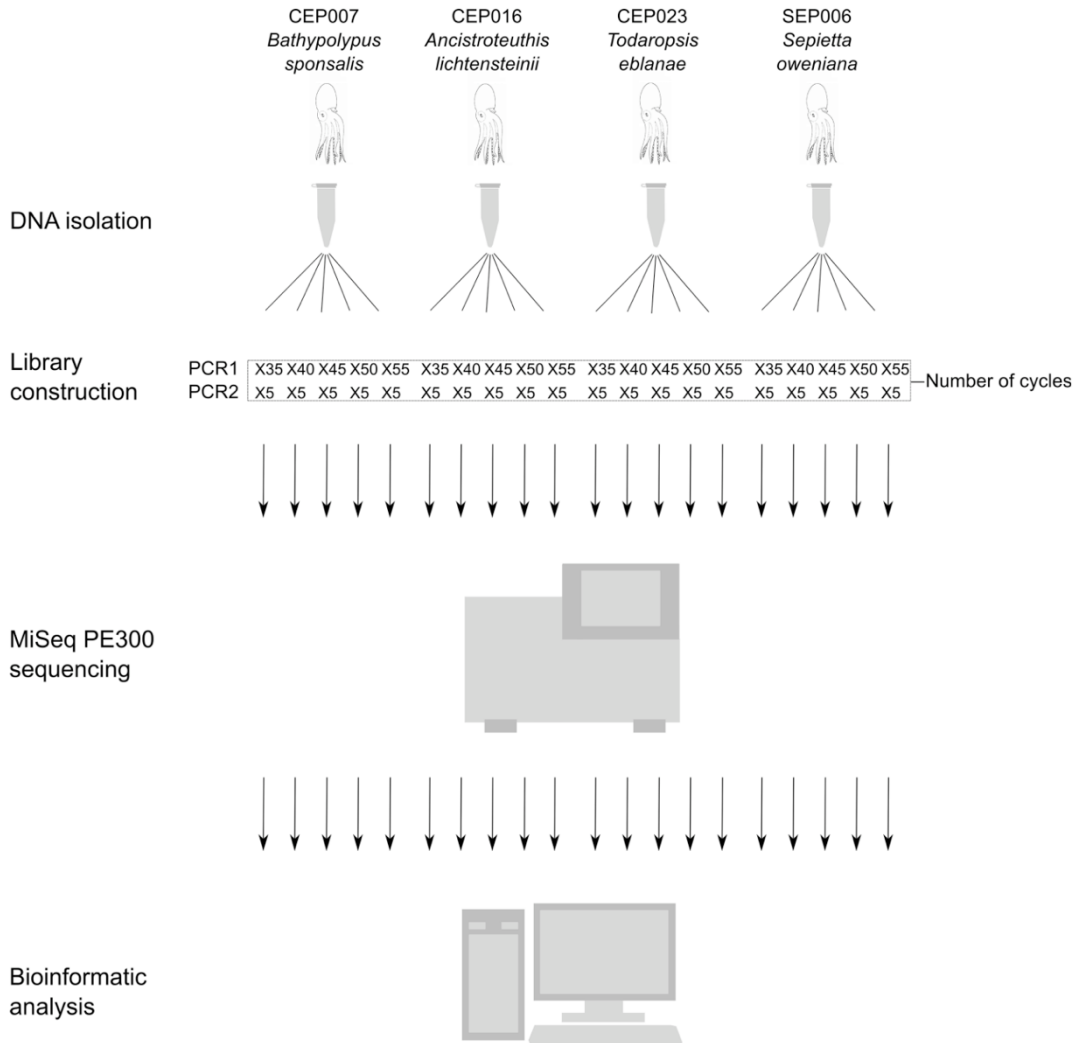 CEP007 CEP016 CEP023 SEP006
Bathypolypus Ancistroteuthis Todaropsis Sepietta
sponsalis lichtensteinii eblanae oweniana
DNA isolation
Library
construction
PCR1 X35 X40 X45 X50 X55 X35 X40 X45 X50 X55 X35 X40 X45 X50 X55 X35 X40 X45 X50 X55
PCR2 X5 X5 X5 X5 X5 X5 X5 X5 X5 X5 X5 X5 X5 X5 X5 X5 X5 X5 X5 X5
Number of cycles
MiSeq PE300
sequencing
Bioinformatic
analysis